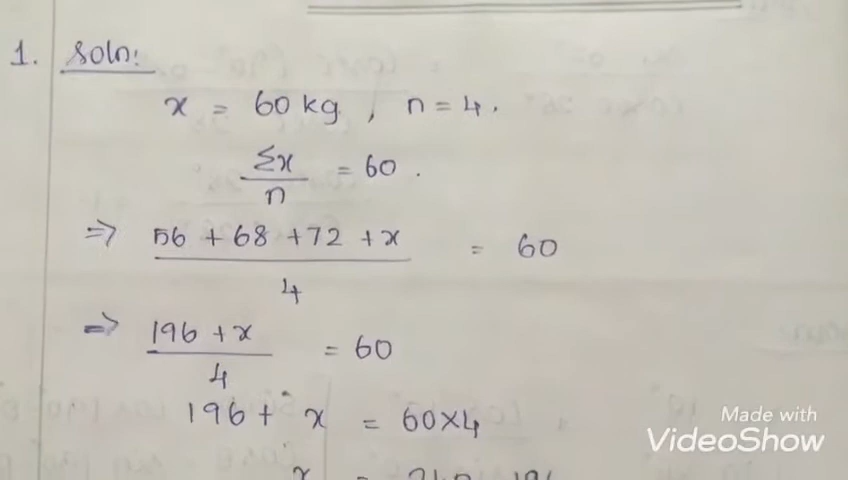 1. Soln:
x = 60 kg, n = 4.
Σx/n = 60.
⇒ 56 + 68 + 72 + x / 4 = 60
⇒ 196 + x / 4 = 60
196 + x = 60×4
Made with
VideoShow